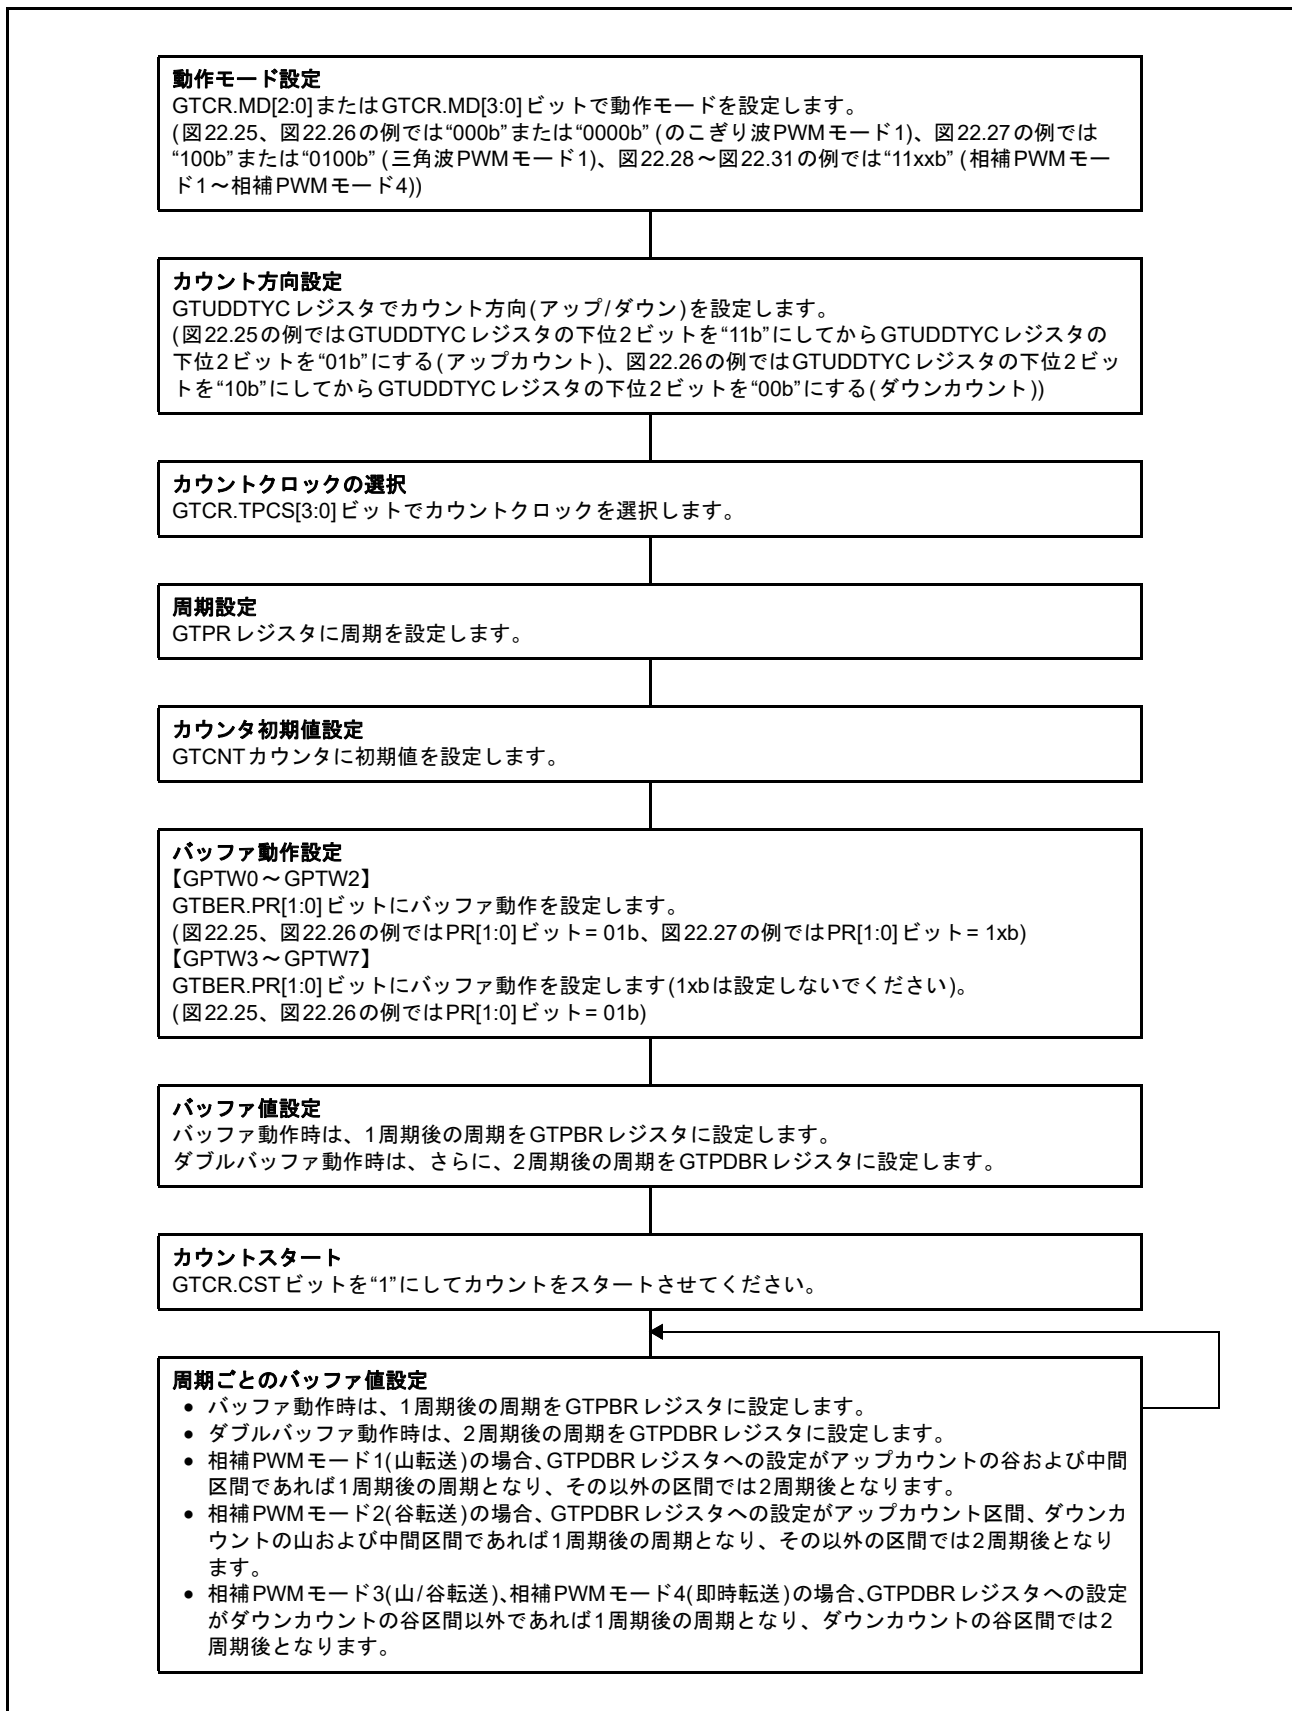 動作モード設定
GTCR.MD[2:0]またはGTCR.MD[3:0]ビットで動作モードを設定します。
(図22.25、図22.26の例では“000b”または“0000b” (のこぎり波PWMモード1)、図22.27の例では
“100b”または“0100b” (三角波PWMモード1)、図22.28～図22.31の例では“11xxb” (相補PWMモー
ド1～相補PWMモード4))
カウント方向設定
GTUDDTYCレジスタでカウント方向(アップ/ダウン)を設定します。
(図22.25の例ではGTUDDTYCレジスタの下位2ビットを“11b”にしてからGTUDDTYCレジスタの
下位2ビットを“01b”にする(アップカウント)、図22.26の例ではGTUDDTYCレジスタの下位2ビッ
トを“10b”にしてからGTUDDTYCレジスタの下位2ビットを“00b”にする(ダウンカウント))
カウントクロックの選択
GTCR.TPCS[3:0]ビットでカウントクロックを選択します。
周期設定
GTPRレジスタに周期を設定します。
カウンタ初期値設定
GTCNTカウンタに初期値を設定します。
バッファ動作設定
【GPTW0～GPTW2】
GTBER.PR[1:0]ビットにバッファ動作を設定します。
(図22.25、図22.26の例ではPR[1:0]ビット= 01b、図22.27の例ではPR[1:0]ビット= 1xb)
【GPTW3～GPTW7】
GTBER.PR[1:0]ビットにバッファ動作を設定します(1xbは設定しないでください)。
(図22.25、図22.26の例ではPR[1:0]ビット= 01b)
バッファ値設定
バッファ動作時は、1周期後の周期をGTPBRレジスタに設定します。
ダブルバッファ動作時は、さらに、2周期後の周期をGTPDBRレジスタに設定します。
カウントスタート
GTCR.CSTビットを“1”にしてカウントをスタートさせてください。
周期ごとのバッファ値設定
● バッファ動作時は、1周期後の周期をGTPBRレジスタに設定します。
● ダブルバッファ動作時は、2周期後の周期をGTPDBRレジスタに設定します。
● 相補PWMモード1(山転送)の場合、GTPDBRレジスタへの設定がアップカウントの谷および中間
区間であれば1周期後の周期となり、その以外の区間では2周期後となります。
● 相補PWMモード2(谷転送)の場合、GTPDBRレジスタへの設定がアップカウント区間、ダウンカ
ウントの山および中間区間であれば1周期後の周期となり、その以外の区間では2周期後となり
ます。
● 相補PWMモード3(山/谷転送)、相補PWMモード4(即時転送)の場合、GTPDBRレジスタへの設定
がダウンカウントの谷区間以外であれば1周期後の周期となり、ダウンカウントの谷区間では2
周期後となります。